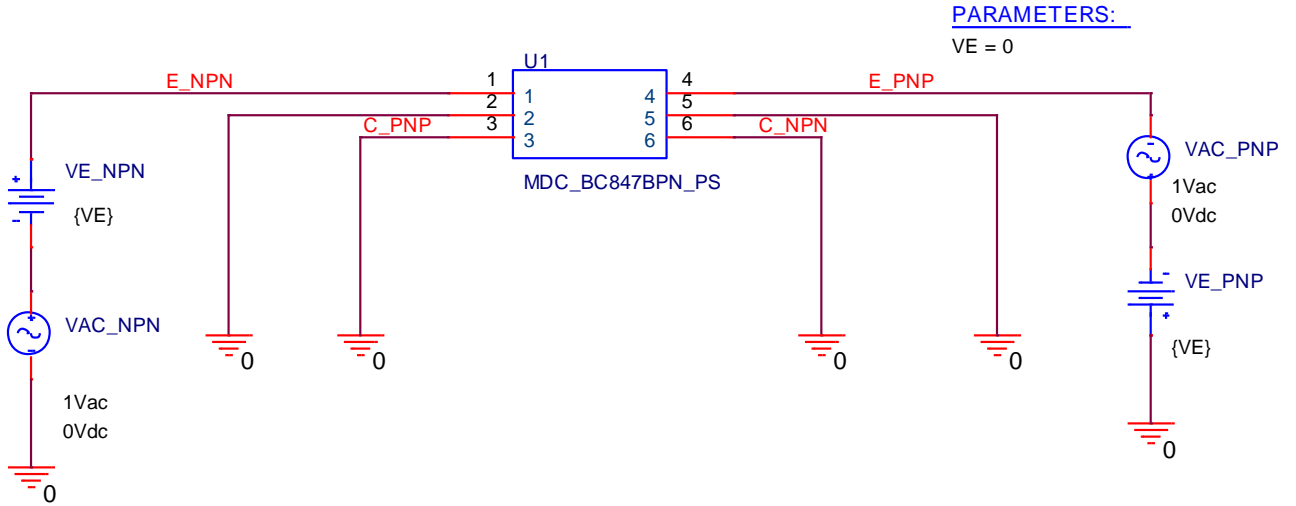 PARAMETERS:
VE = 0
U1
E_NPN
1
4
E_PNP
1
4
2
5
2
5
C_PNP
3
6
C_NPN
3
6
MDC_BC847BPN_PS
VE_NPN
+
-
{VE}
VAC_NPN
+
-
1Vac
0Vdc
0
0
0
0
0
-
+
VAC_PNP
1Vac
0Vdc
-
VE_PNP
+
{VE}
0